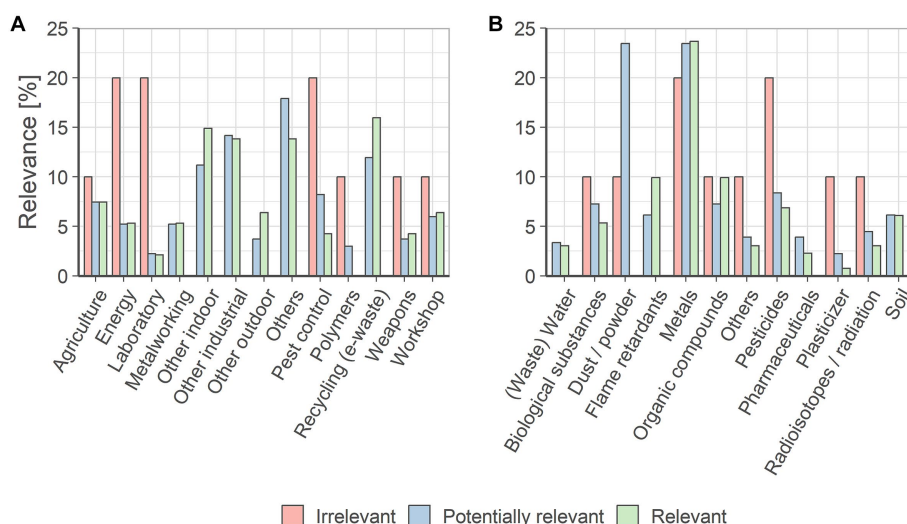 A
Relevance [%]
25
20
15
10
5
0
Agriculture
Energy
Laboratory
Metalworking
Other indoor
Other industrial
Other outdoor
Others
Pest control
Polymers
Recycling (e-waste)
Weapons
Workshop
B
25
20
15
10
5
0
(Waste) Water
Biological substances
Dust / powder
Flame retardants
Metals
Organic compounds
Others
Pesticides
Pharmaceuticals
Plasticizer
Radioisotopes / radiation
Soil
Irrelevant Potentially relevant Relevant